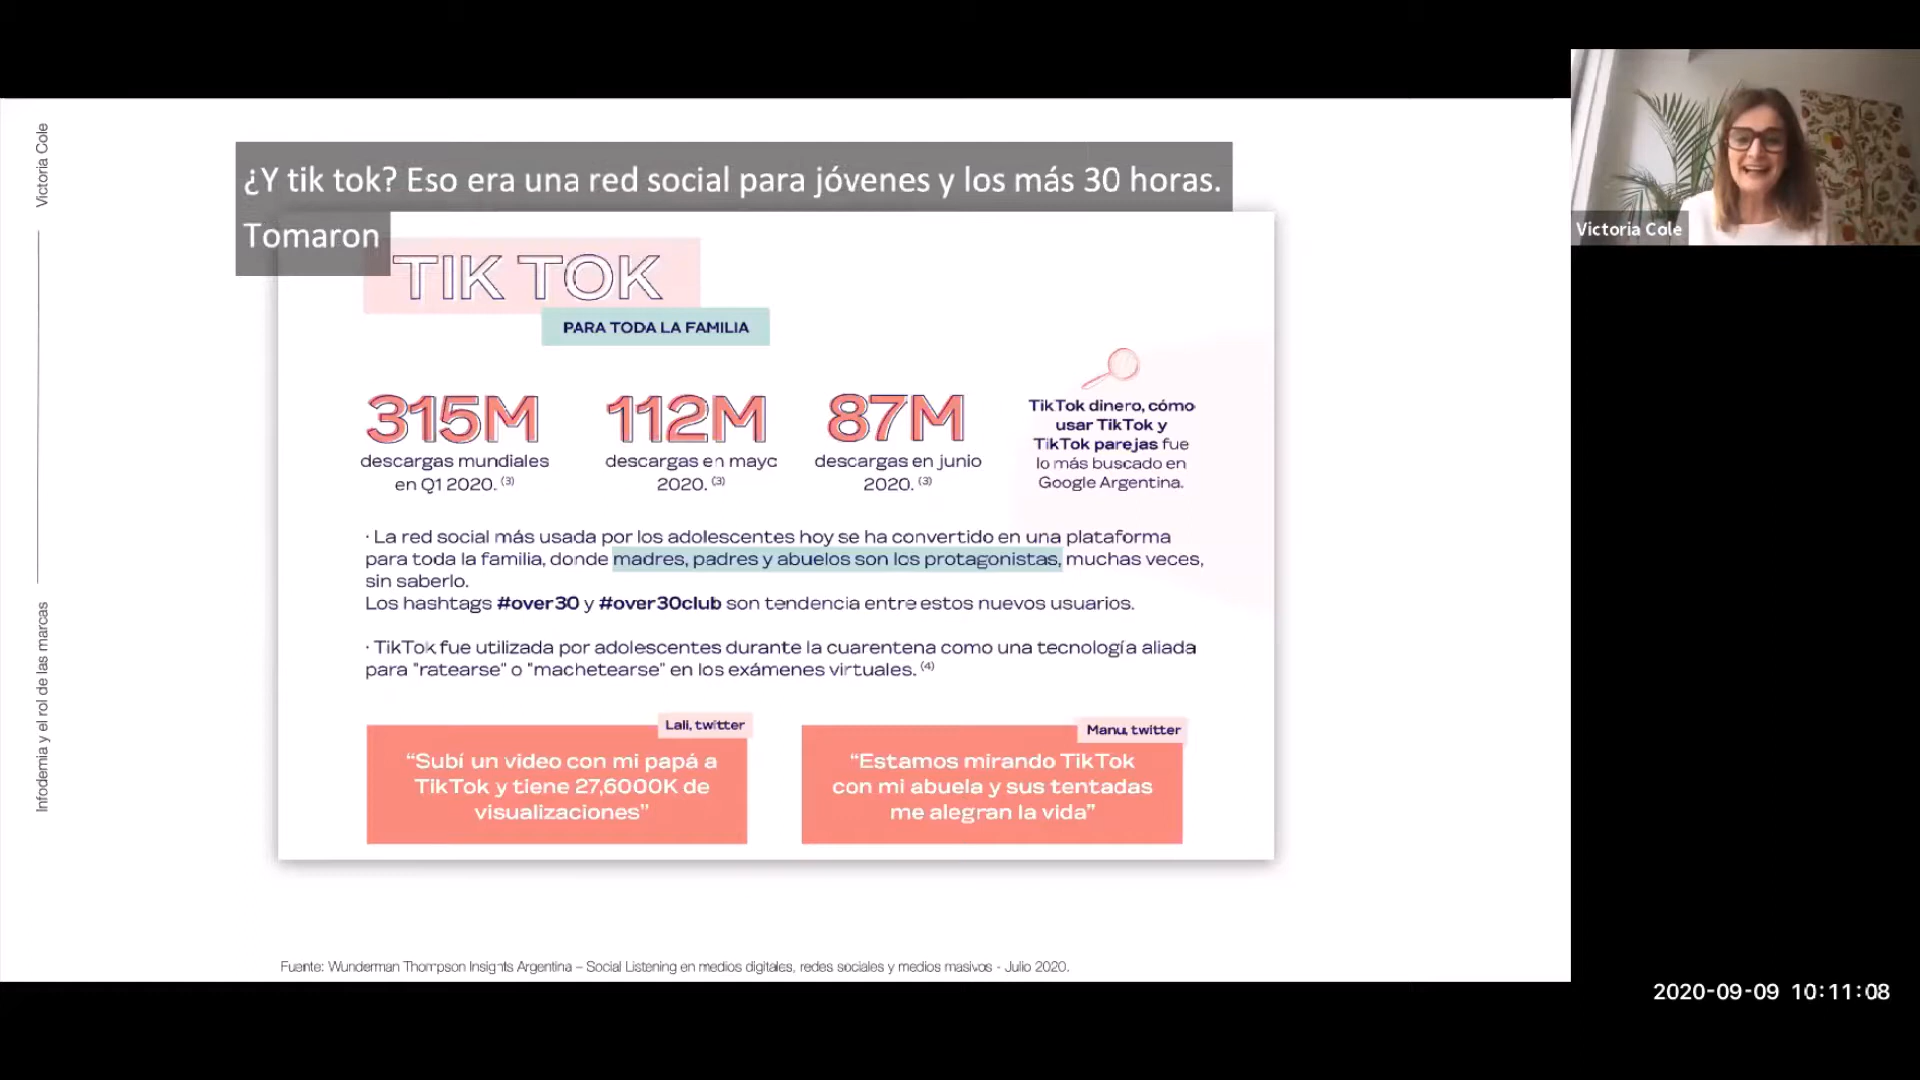 ¿Y tik tok? Eso era una red social para jóvenes y los más 30 horas.
Tomaron
Victoria Cole
Victoria Cole
Infodemia y el rol de las marcas
TIK TOK
PARA TODA LA FAMILIA
315M
descargas mundiales
en Q1 2020. (3)
112M
descargas en mayo
2020. (3)
87M
descargas en junio
2020. (3)
TikTok dinero, cómo
usar TikTok y
TikTok parejas fue
lo más buscado en
Google Argentina.
· La red social más usada por los adolescentes hoy se ha convertido en una plataforma
para toda la familia, donde madres, padres y abuelos son los protagonistas, muchas veces,
sin saberlo.
Los hashtags #over30 y #over30club son tendencia entre estos nuevos usuarios.
· TikTok fue utilizada por adolescentes durante la cuarentena como una tecnología aliada
para "ratearse" o "machetearse" en los exámenes virtuales. (4)
Lali, twitter
“Subí un video con mi papá a
TikTok y tiene 27,6000K de
visualizaciones”
Manu, twitter
“Estamos mirando TikTok
con mi abuela y sus tentadas
me alegran la vida”
Fuente: Wunderman Thompson Insights Argentina – Social Listening en medios digitales, redes sociales y medios masivos - Julio 2020.
2020-09-09 10:11:08